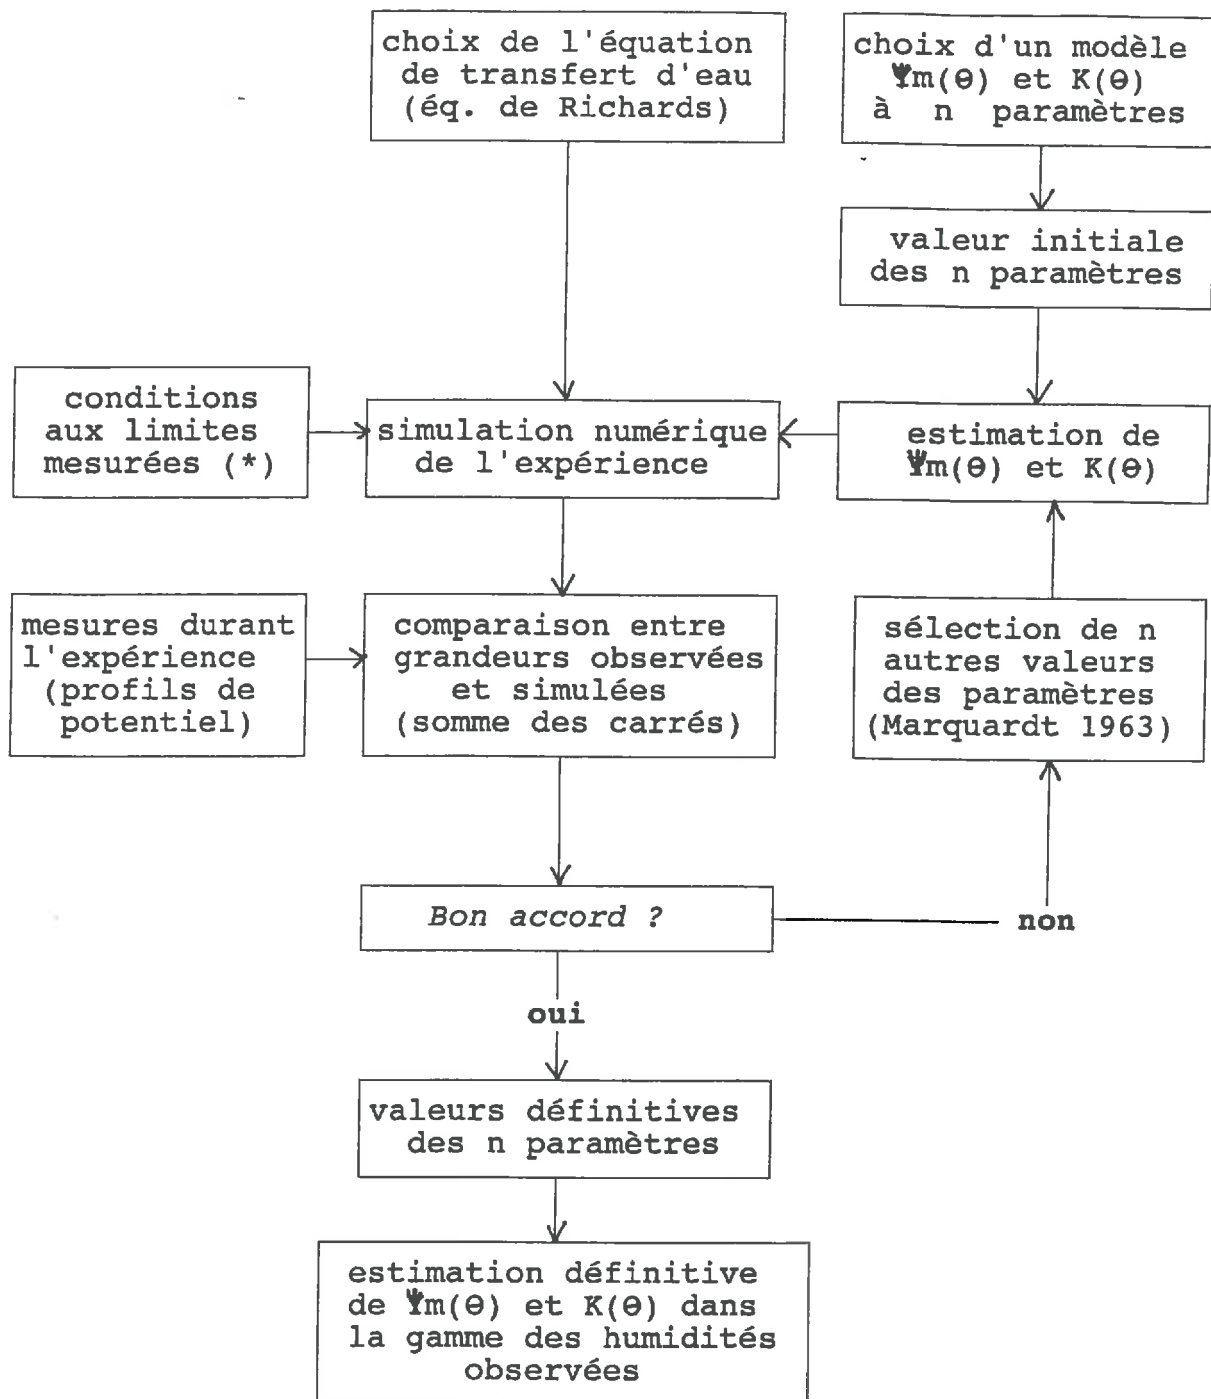 choix de l'équation
de transfert d'eau
(éq. de Richards)
choix d'un modèle
Ψm(θ) et K(θ)
à n paramètres
valeur initiale
des n paramètres
conditions
aux limites
mesurées (*)
simulation numérique
de l'expérience
estimation de
Ψm(θ) et K(θ)
mesures durant
l'expérience
(profils de
potentiel)
comparaison entre
grandeurs observées
et simulées
(somme des carrés)
sélection de n
autres valeurs
des paramètres
(Marquardt 1963)
Bon accord ?
non
oui
valeurs définitives
des n paramètres
estimation définitive
de Ψm(θ) et K(θ) dans
la gamme des humidités
observées